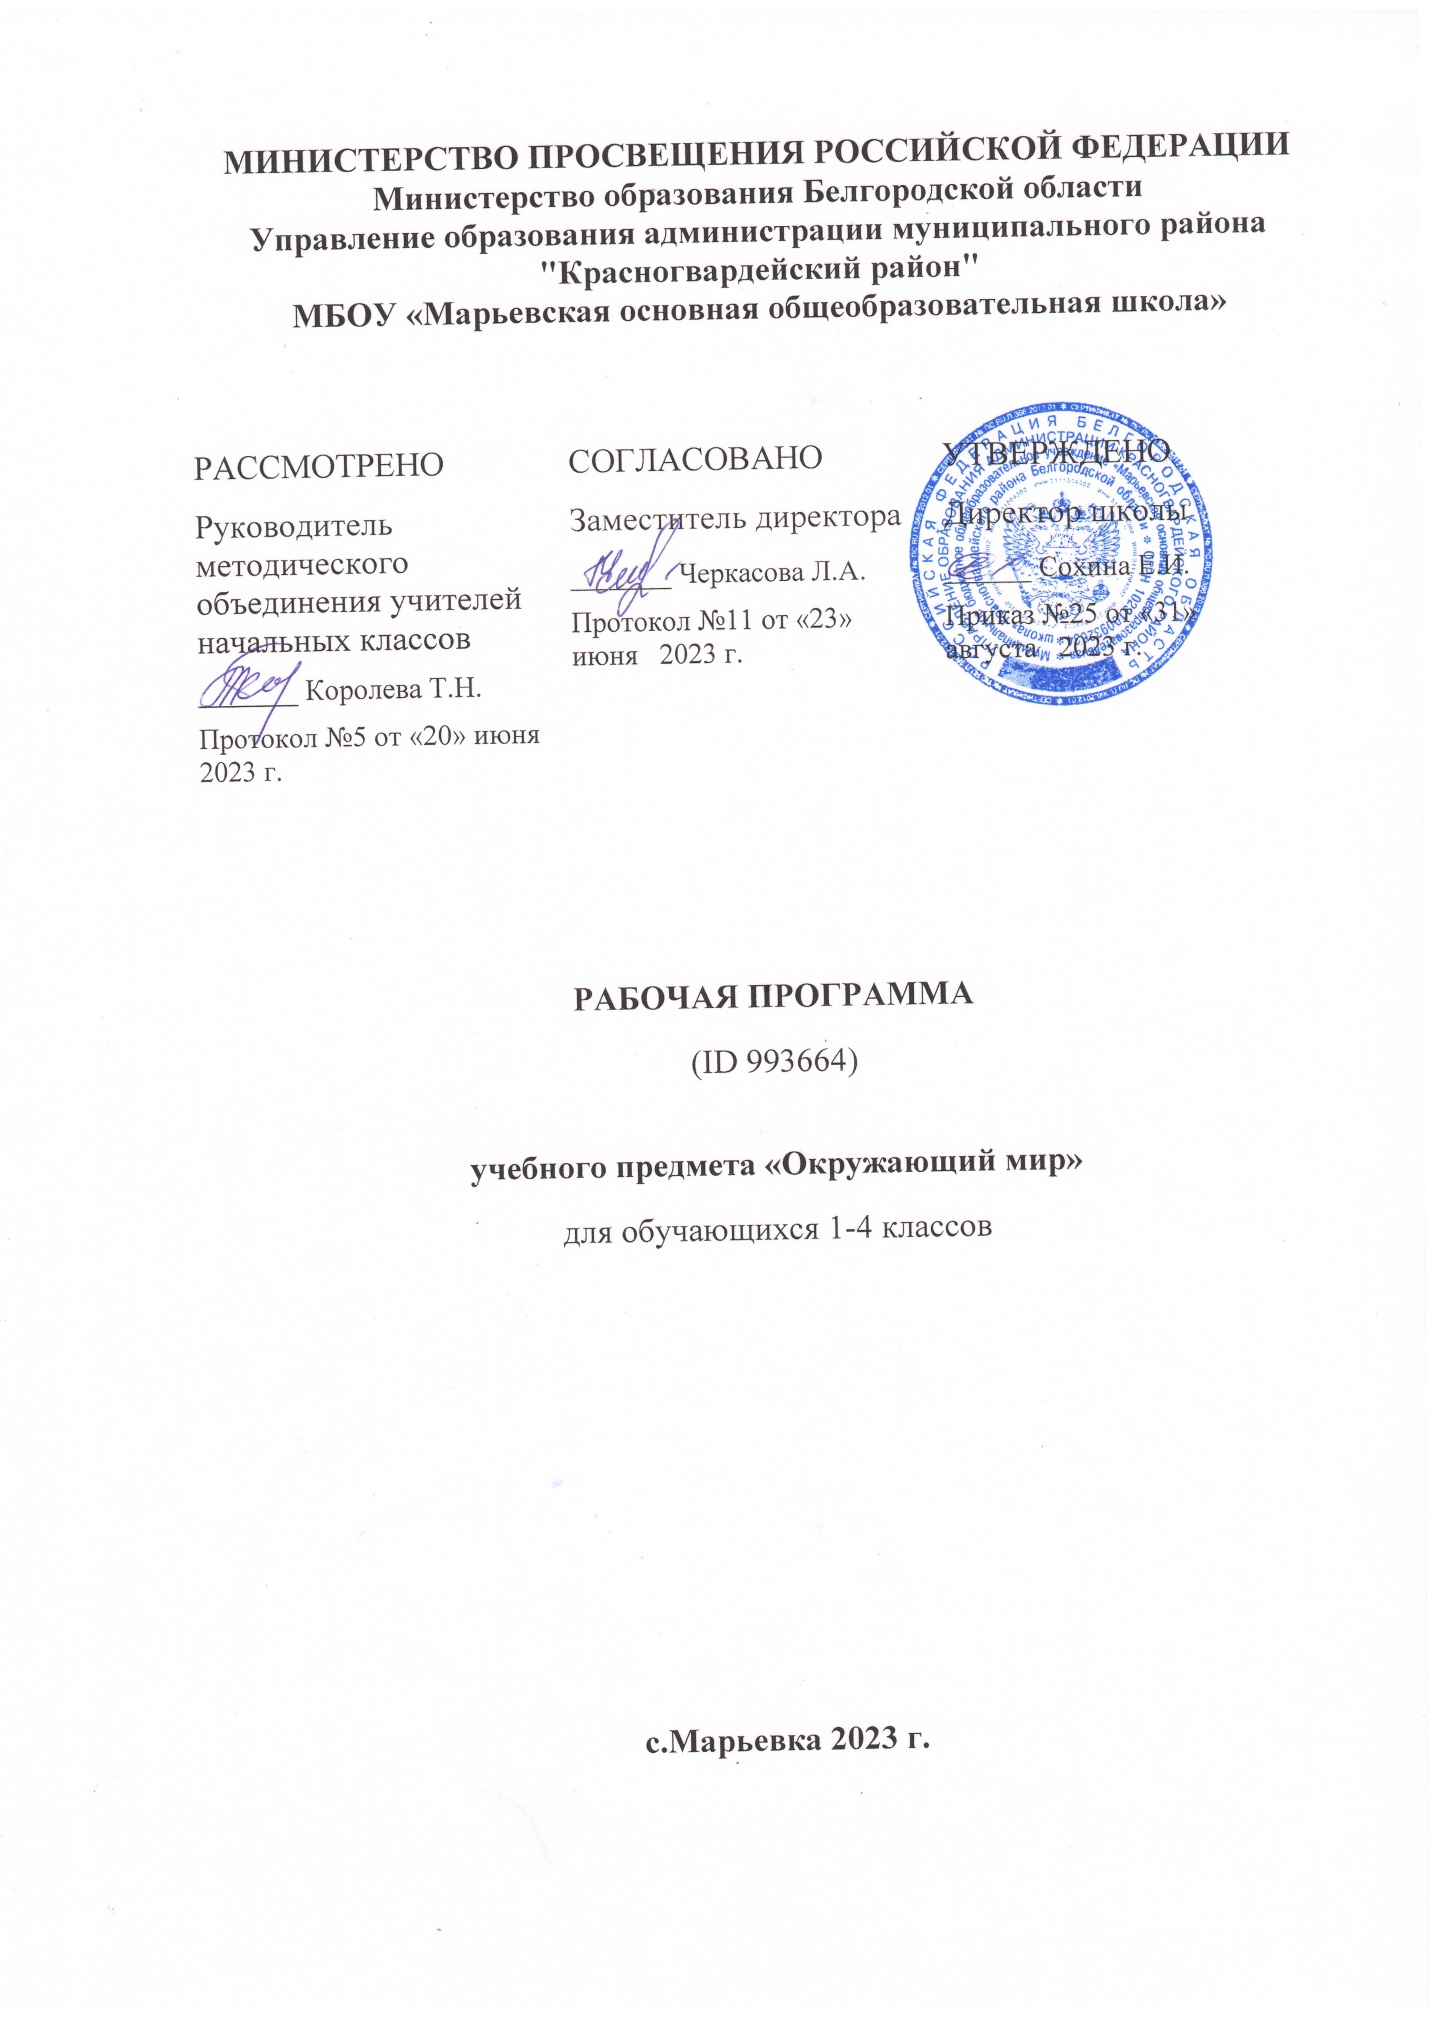 МИНИСТЕРСТВО ПРОСВЕЩЕНИЯ РОССИЙСКОЙ ФЕДЕРАЦИИ
Министерство образования Белгородской области
Управление образования администрации муниципального района
"Красногвардейский район"
МБОУ «Марьевская основная общеобразовательная школа»
РАССМОТРЕНО
Руководитель
методического
объединения учителей
начальных классов
Королева Т.Н.
Протокол №5 от «20» июня
2023 г.
СОГЛАСОВАНО
Заместитель директора
Черкасова Л.А.
Протокол №11 от «23»
июня 2023 г.
УТВЕРЖДЕНО
Директор школы
Сохина Е.И.
Приказ №25 от «31»
августа 2023 г.
РАБОЧАЯ ПРОГРАММА
(ID 993664)
учебного предмета «Окружающий мир»
для обучающихся 1-4 классов
с.Марьевка 2023 г.